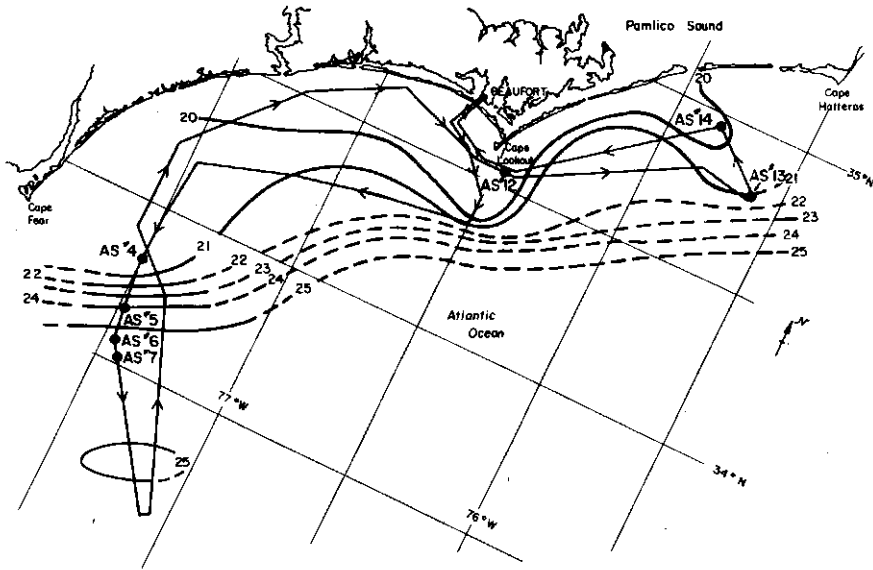 Pamlico Sound
20
Cape
Hatteras
BEAUFORT
20
AS#14
Cape
Lookout
AS#12
35°N
AS#13
21
22
23
24
25
Cape
Fear
AS#4
21
22
22
23
24
24
25
AS#5
AS#6
AS#7
Atlantic
Ocean
N
77°W
34°N
25
76°W